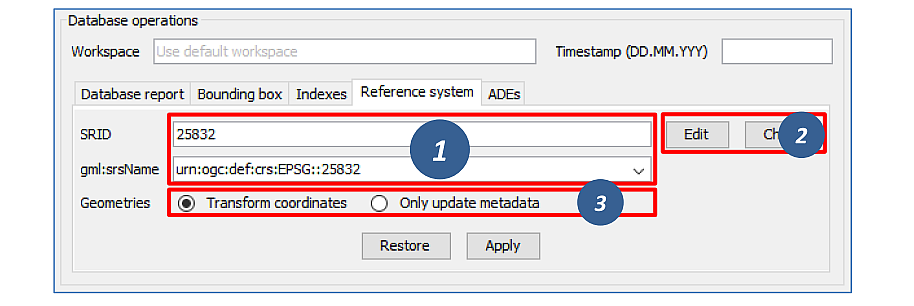 Database operations
Workspace Use default workspace Timestamp (DD.MM.YYY)
Database report Bounding box Indexes Reference system ADEs
SRID 25832 Edit 2
gml:srsName urn:ogc:def:crs:EPSG::25832 1
Geometries Transform coordinates Only update metadata 3
Restore Apply